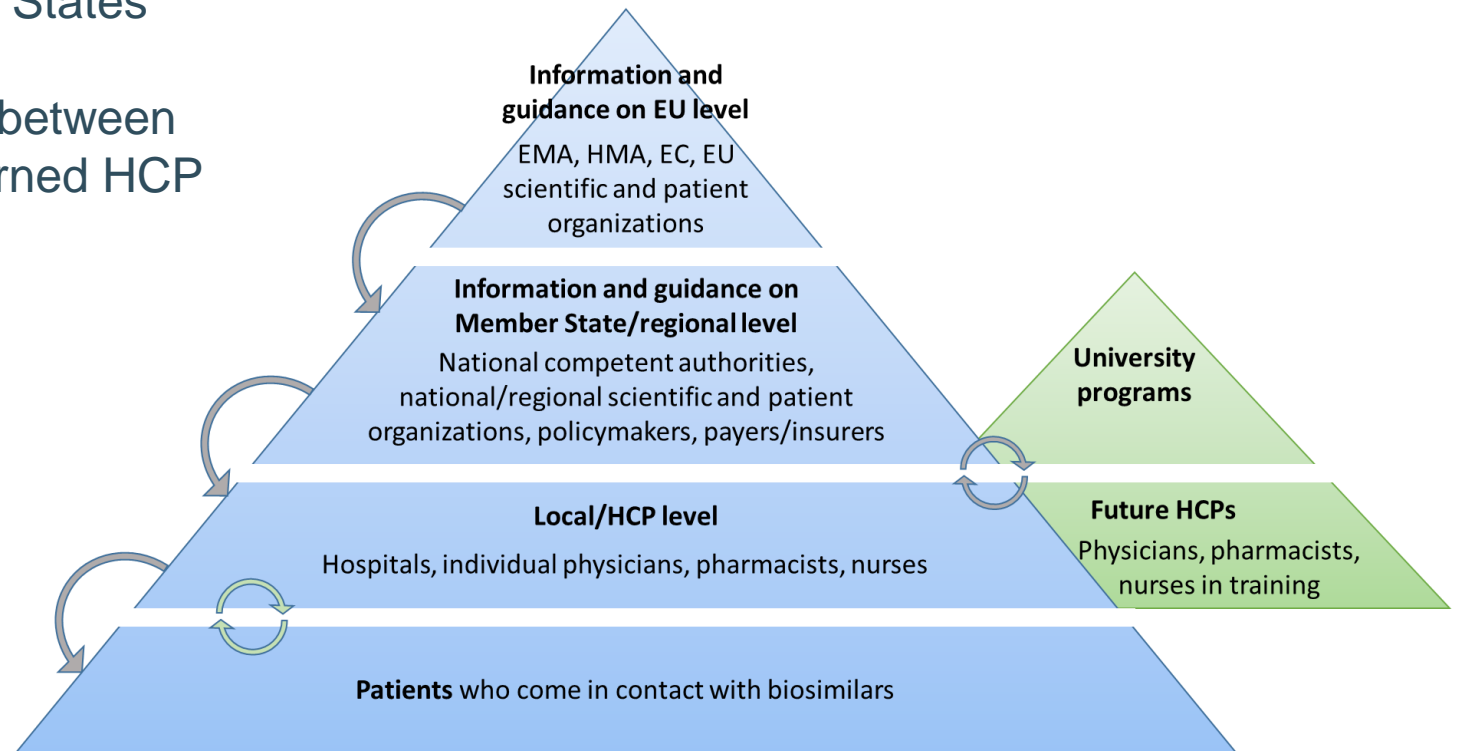 States
between
rned HCP
Information and
guidance on EU level
EMA, HMA, EC, EU
scientific and patient
organizations
Information and guidance on
Member State/regional level
National competent authorities,
national/regional scientific and patient
organizations, policymakers, payers/insurers
University
programs
Local/HCP level
Hospitals, individual physicians, pharmacists, nurses
Future HCPs
Physicians, pharmacists,
nurses in training
Patients who come in contact with biosimilars